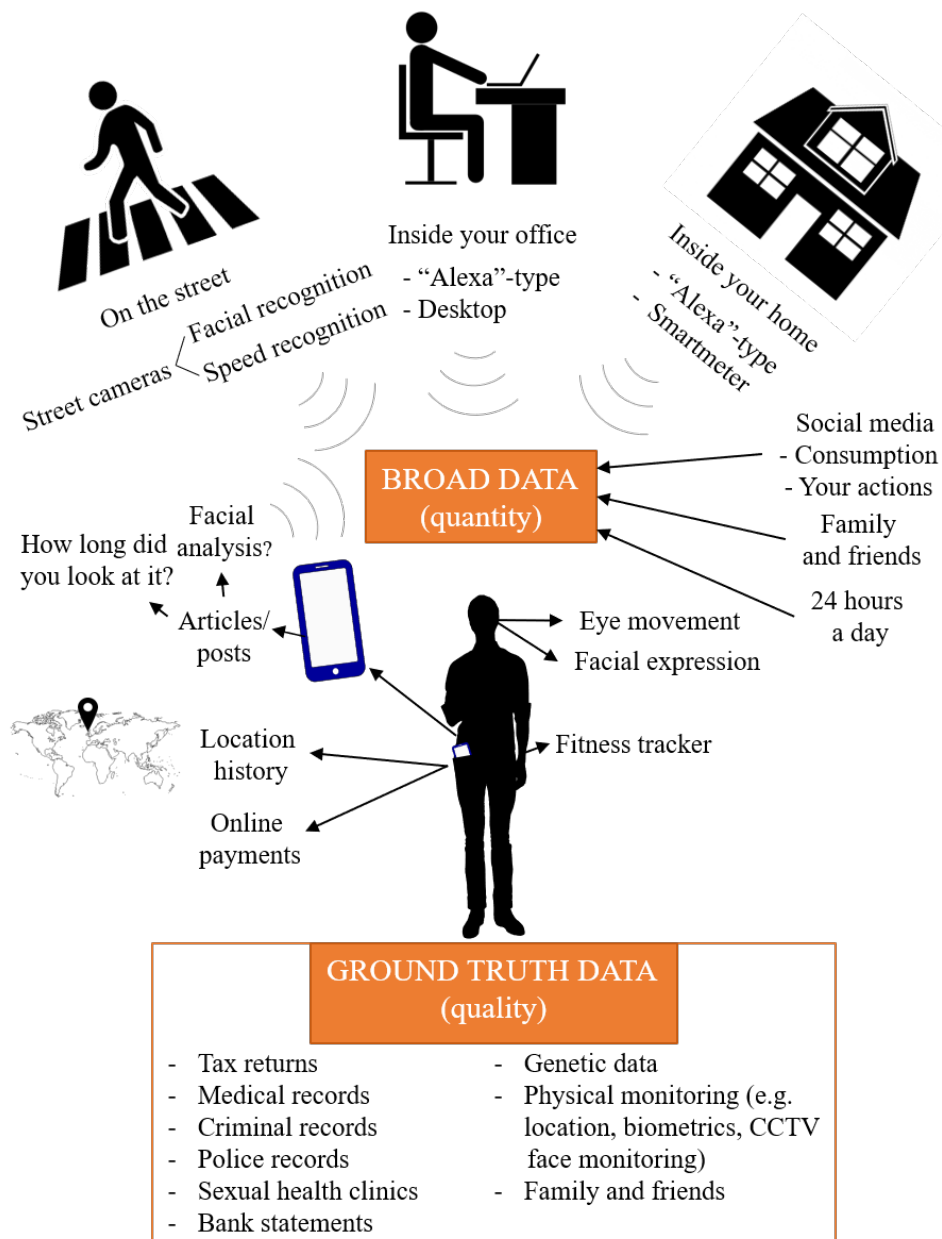 On the street
Street cameras
Facial recognition
Speed recognition
Inside your office
- “Alexa”-type
- Desktop
Inside your home
- “Alexa”-type
- Smartmeter
BROAD DATA
(quantity)
Social media
- Consumption
- Your actions
Family
and friends
24 hours
a day
How long did
you look at it?
Facial
analysis?
Articles/
posts
Eye movement
Facial expression
Location
history
Fitness tracker
Online
payments
GROUND TRUTH DATA
(quality)
- Tax returns
- Medical records
- Criminal records
- Police records
- Sexual health clinics
- Bank statements
- Genetic data
- Physical monitoring (e.g.
location, biometrics, CCTV
face monitoring)
- Family and friends